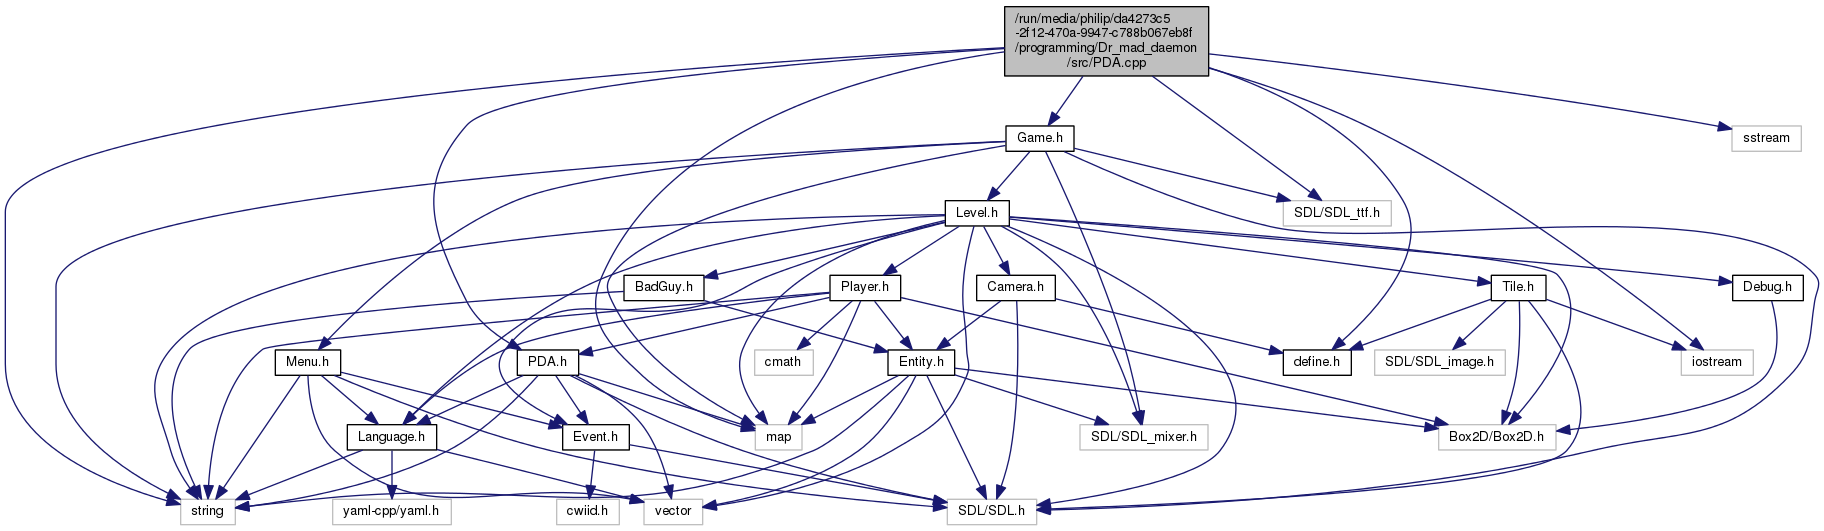 /run/media/philip/da4273c5
-2f12-470a-9947-c788b067eb8f
/programming/Dr_mad_daemon
/src/PDA.cpp
Game.h
sstream
Level.h
SDL/SDL_ttf.h
BadGuy.h
Player.h
Camera.h
Tile.h
Debug.h
Menu.h
PDA.h
cmath
Entity.h
define.h
SDL/SDL_image.h
iostream
Language.h
Event.h
map
SDL/SDL_mixer.h
Box2D/Box2D.h
string
yaml-cpp/yaml.h
cwiid.h
vector
SDL/SDL.h